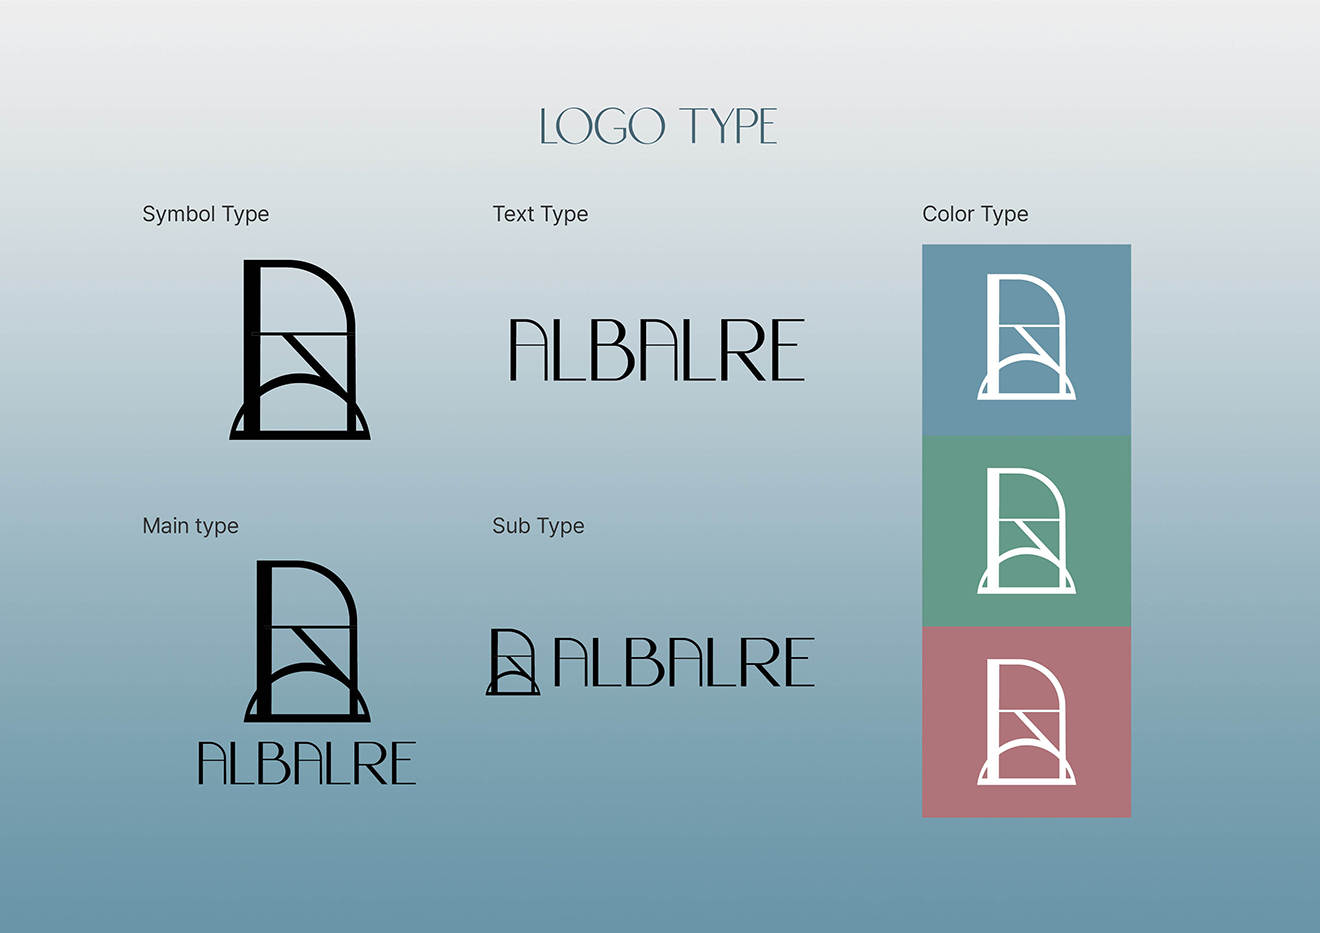 LOGO TYPE
Symbol Type
Text Type
Color Type
ALBALRE
Main type
Sub Type
ALBALRE
ALBALRE